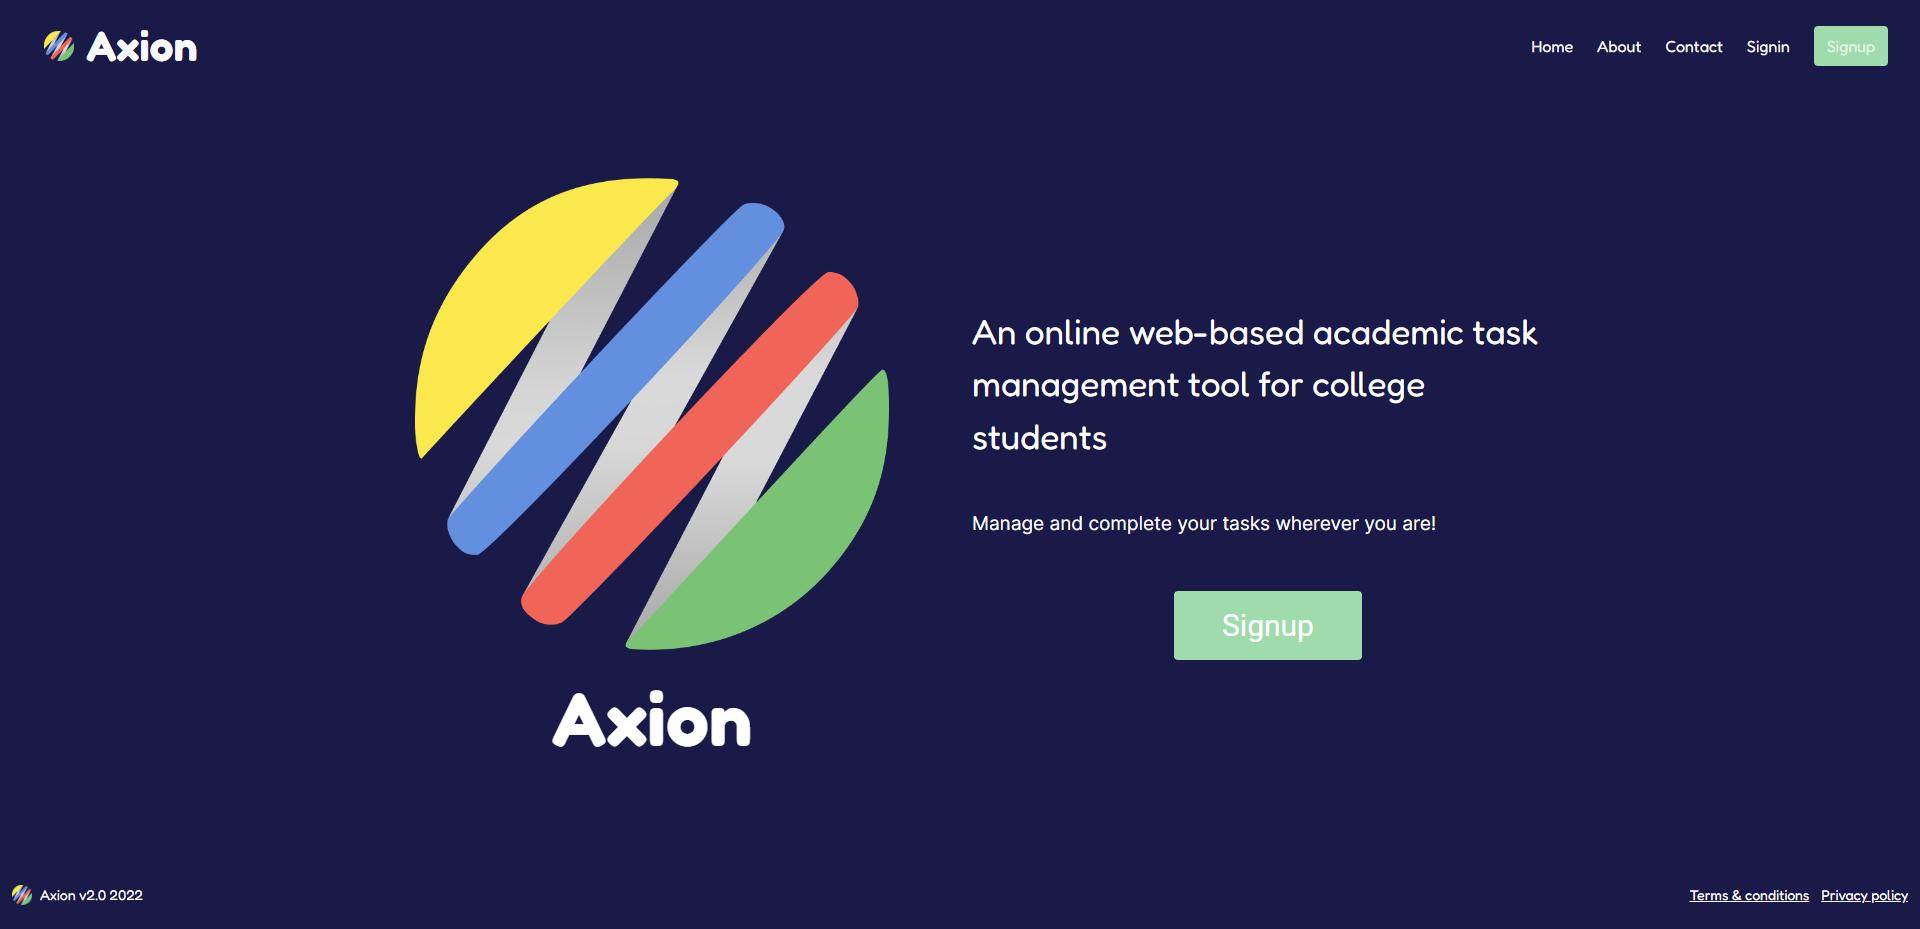 Axion
Home About Contact Signin Signup
An online web-based academic task
management tool for college
students
Manage and complete your tasks wherever you are!
Signup
Axion
Axion v2.0 2022
Terms & conditions Privacy policy